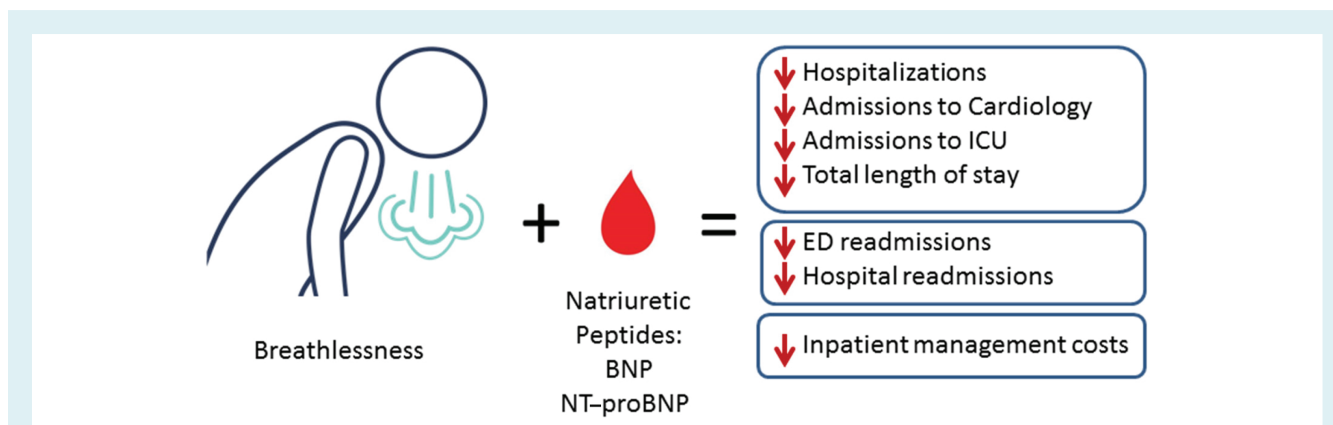 Breathlessness
+
Natriuretic
Peptides:
BNP
NT–proBNP
=
↓ Hospitalizations
↓ Admissions to Cardiology
↓ Admissions to ICU
↓ Total length of stay
↓ ED readmissions
↓ Hospital readmissions
↓ Inpatient management costs